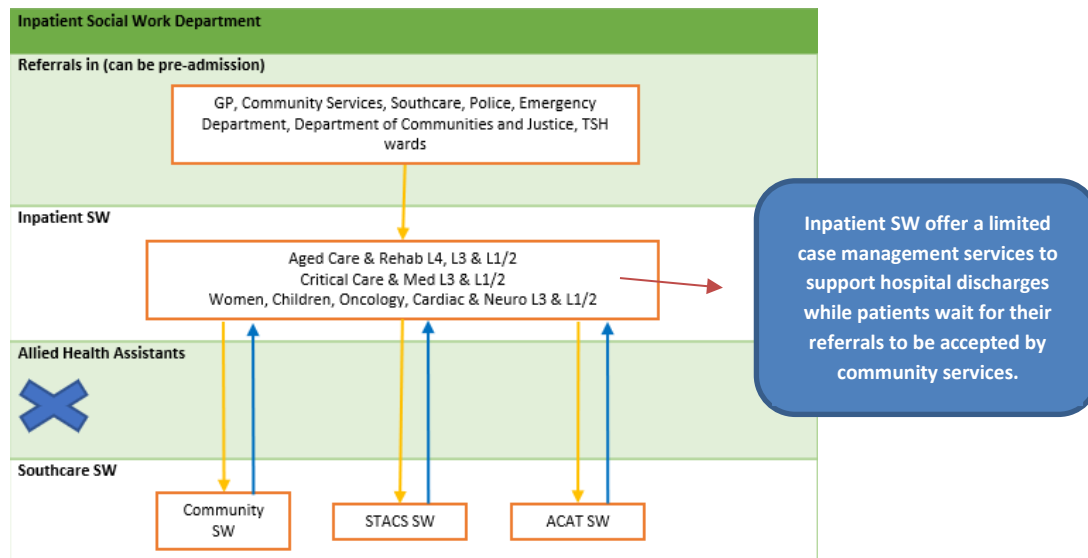 Inpatient Social Work Department
Referrals in (can be pre-admission)
GP, Community Services, Southcare, Police, Emergency
Department, Department of Communities and Justice, TSH
wards
Inpatient SW
Aged Care & Rehab L4, L3 & L1/2
Critical Care & Med L3 & L1/2
Women, Children, Oncology, Cardiac & Neuro L3 & L1/2
Inpatient SW offer a limited
case management services to
support hospital discharges
while patients wait for their
referrals to be accepted by
community services.
Allied Health Assistants
Southcare SW
Community
SW
STACS SW
ACAT SW